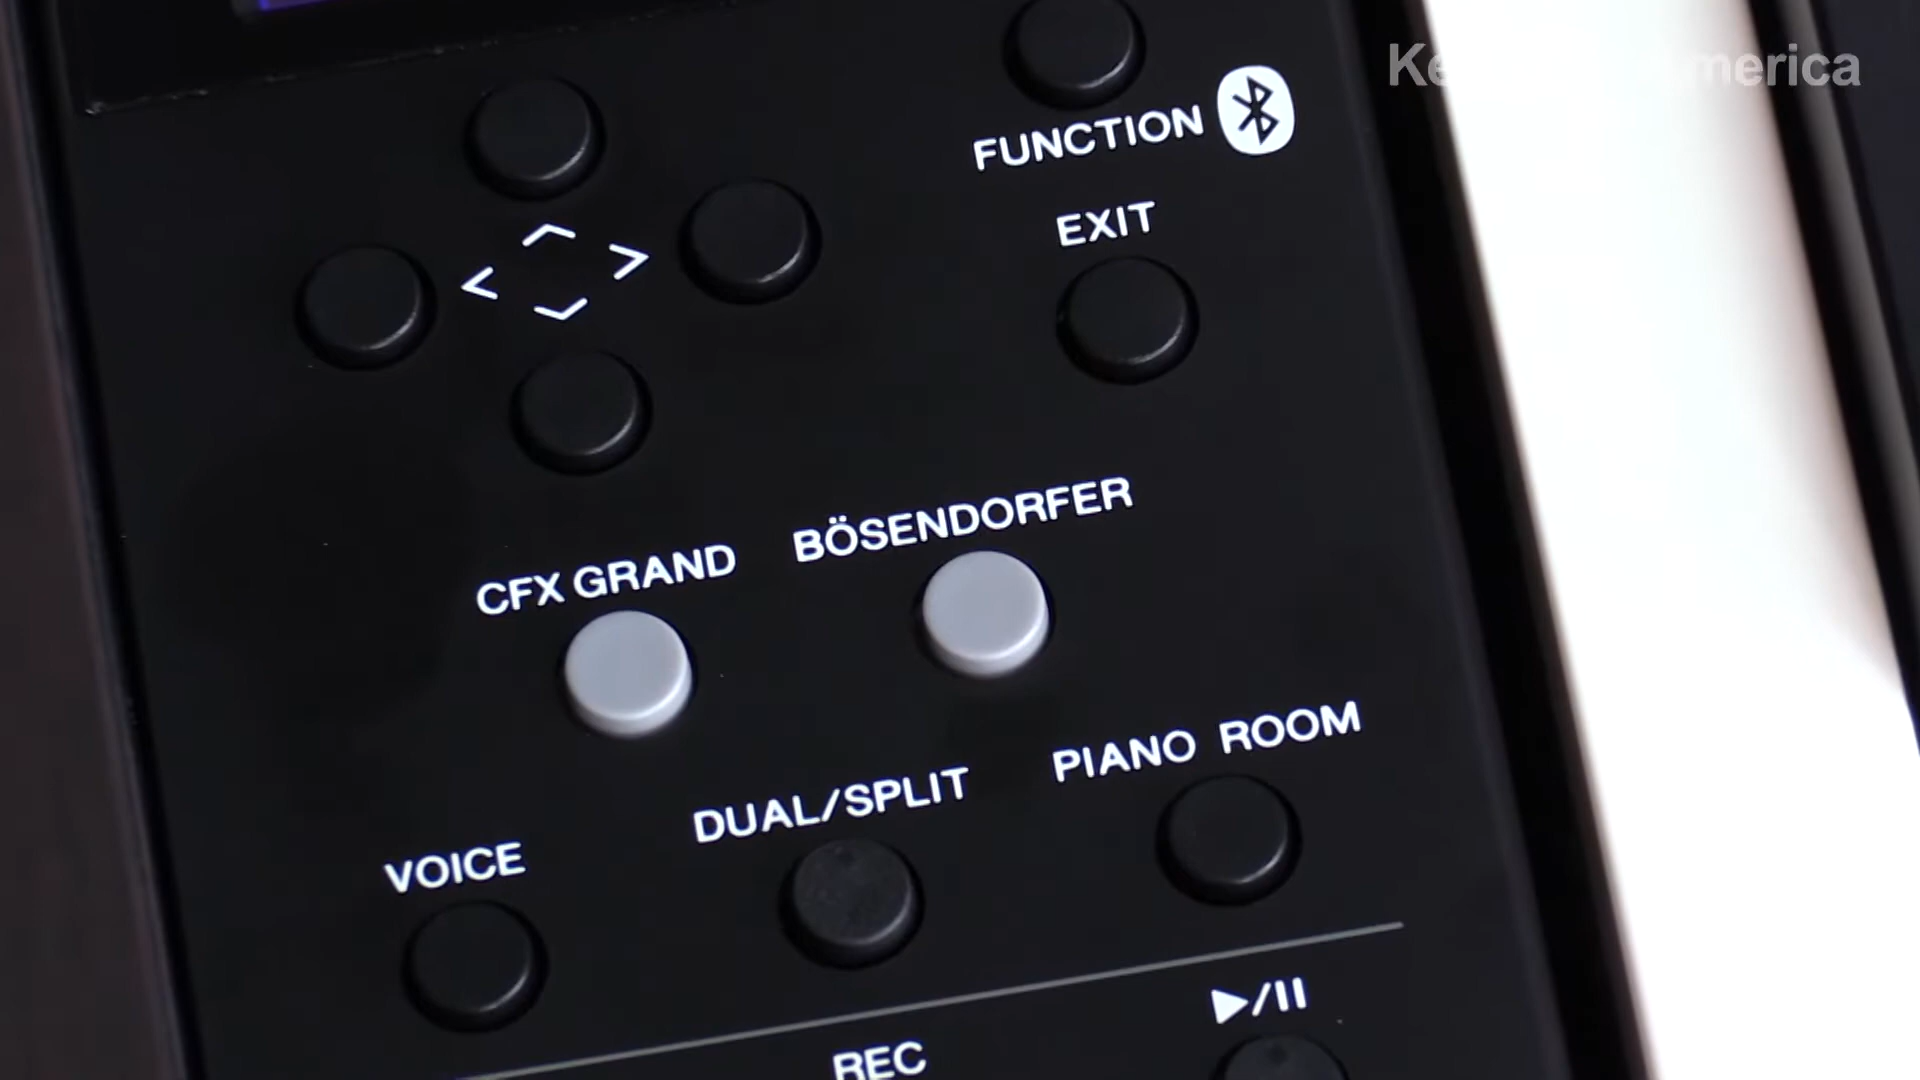 FUNCTION
EXIT
CFX GRAND
BÖSENDORFER
VOICE
DUAL/SPLIT
PIANO ROOM
REC